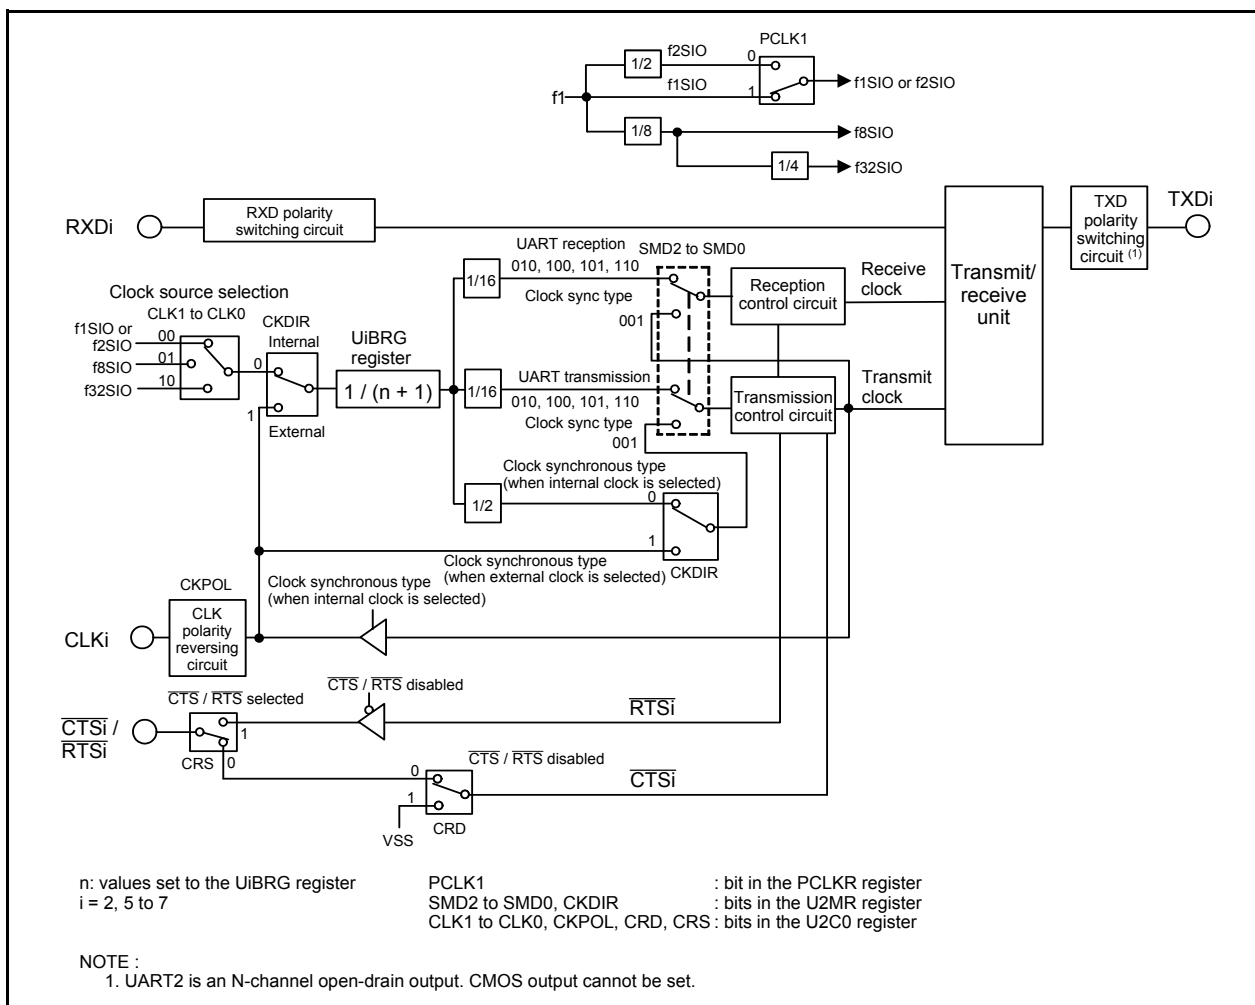 PCLK1
f2SIO
1/2
0
f1SIO
f1
1
f1SIO or f2SIO
1/8
f8SIO
1/4
f32SIO
RXDi
RXD polarity
switching circuit
TXD
polarity
switching
circuit (1)
TXDi
UART reception
SMD2 to SMD0
010, 100, 101, 110
1/16
Clock sync type
001
Reception
control circuit
Receive
clock
Transmit/
receive
unit
Clock source selection
CLK1 to CLK0
f1SIO or
f2SIO
00
f8SIO
01
f32SIO
10
CKDIR
Internal
0
1
External
UiBRG
register
1 / (n + 1)
1/16
UART transmission
010, 100, 101, 110
Clock sync type
001
Transmission
control circuit
Transmit
clock
Clock synchronous type
(when internal clock is selected)
1/2
0
1
CKDIR
Clock synchronous type
(when external clock is selected)
CKPOL
Clock synchronous type
(when internal clock is selected)
CLKi
CLK
polarity
reversing
circuit
CTS / RTS selected
CTS / RTS disabled
CTSi /
RTSi
1
CRS
0
RTSi
CTS / RTS disabled
0
1
CTSi
VSS
CRD
n: values set to the UiBRG register
i = 2, 5 to 7
PCLK1 : bit in the PCLKR register
SMD2 to SMD0, CKDIR : bits in the U2MR register
CLK1 to CLK0, CKPOL, CRD, CRS : bits in the U2C0 register
NOTE :
1. UART2 is an N-channel open-drain output. CMOS output cannot be set.